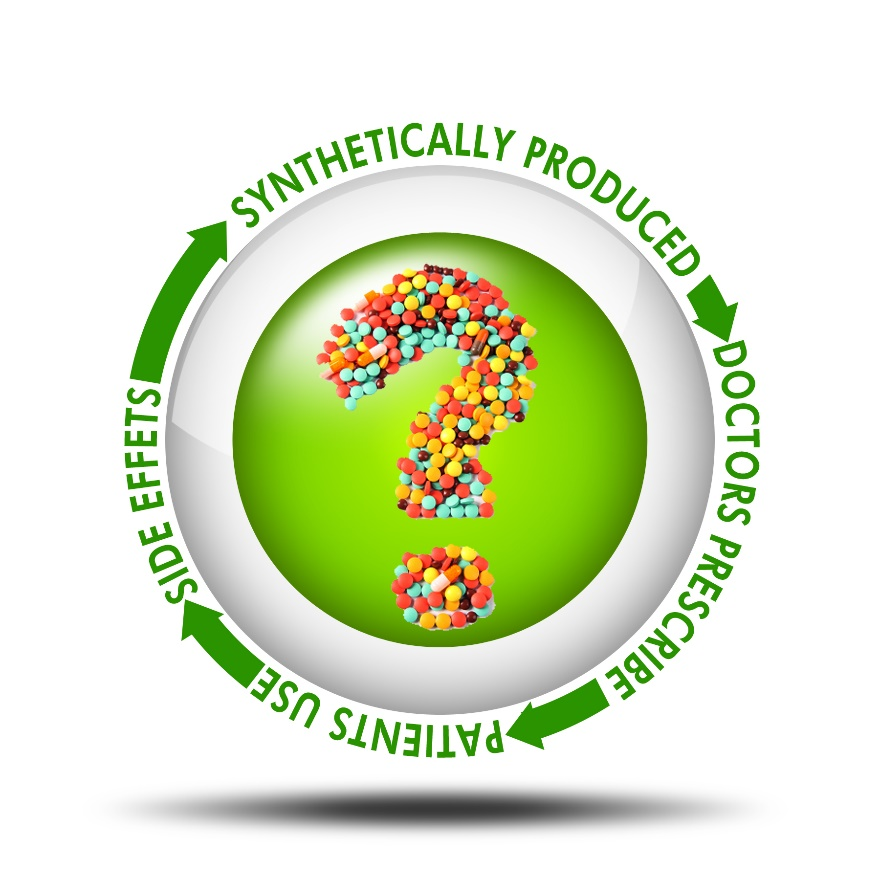 SYNTHETICALLY PRODUCED
DOCTORS PRESCRIBE
PATIENTS USE
SIDE EFFETS